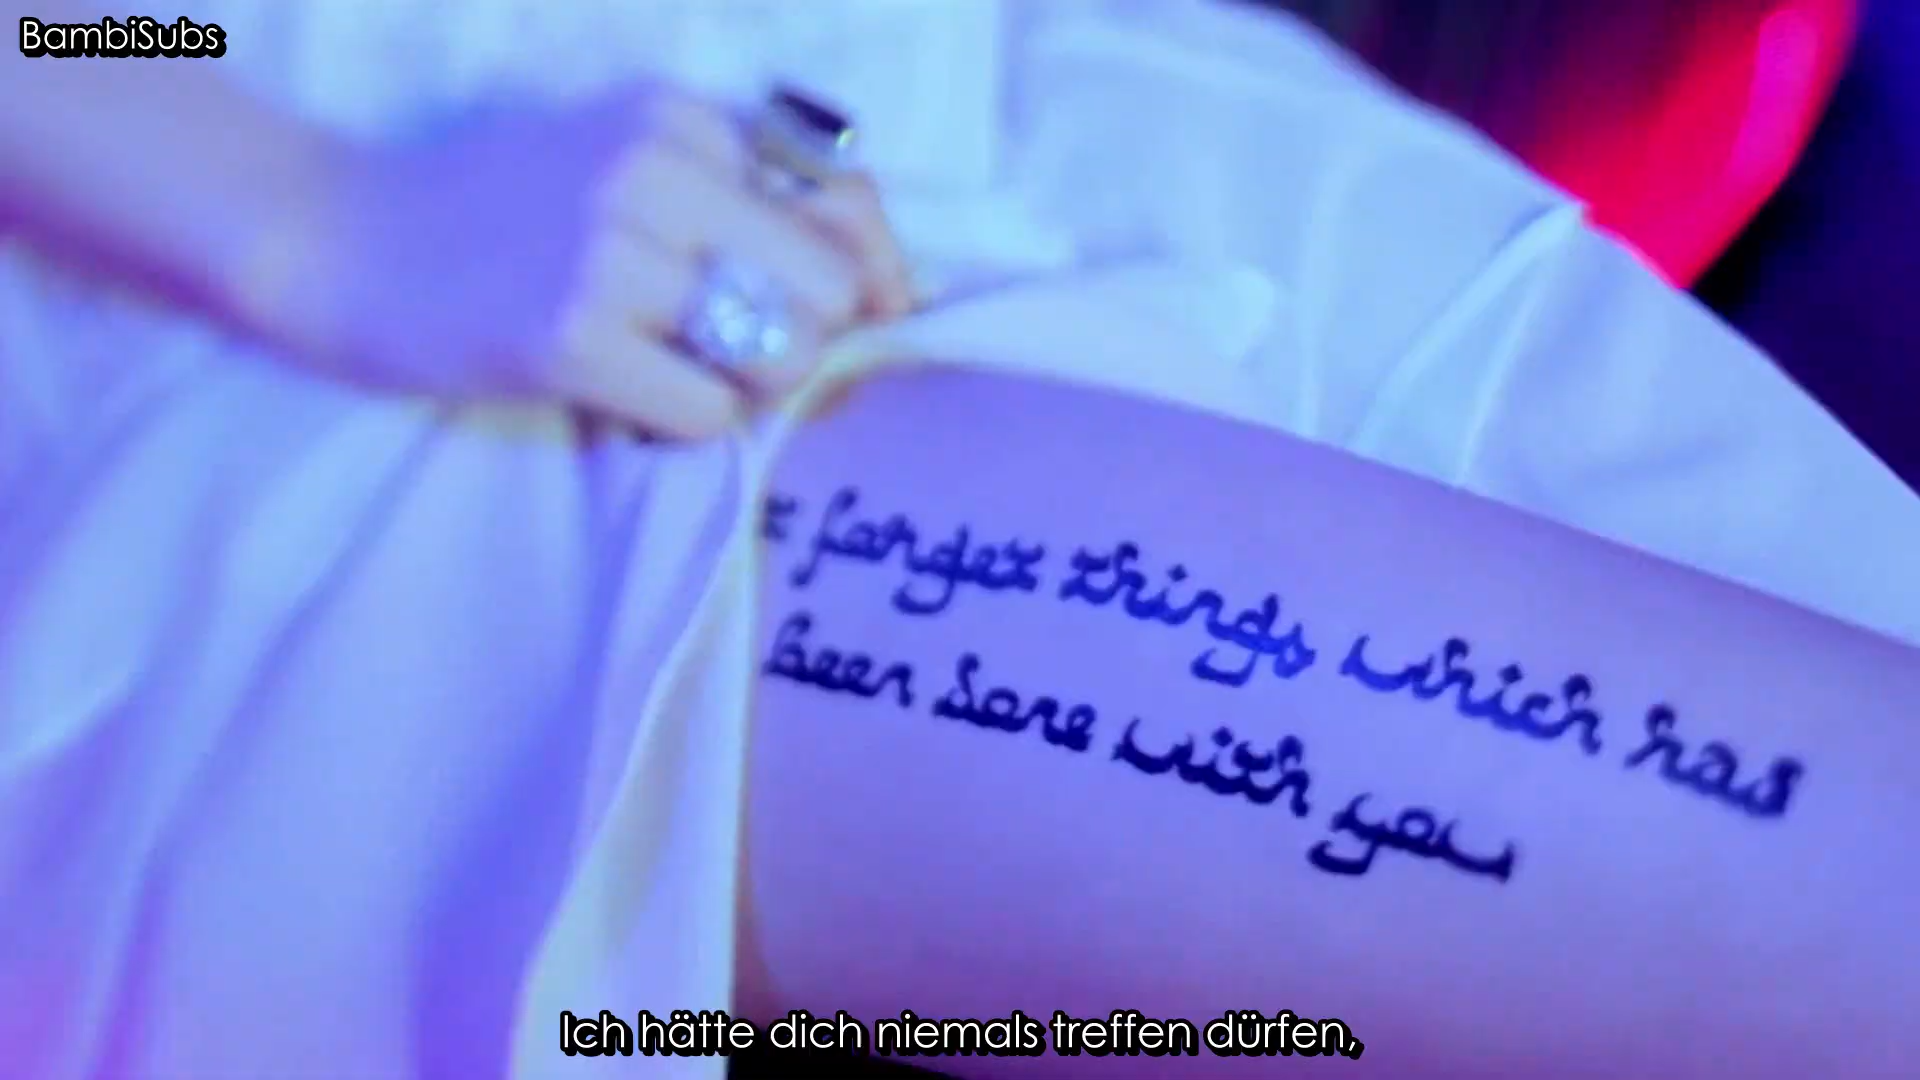 BambiSubs
I forget things which has
been done with you
Ich hätte dich niemals treffen dürfen,